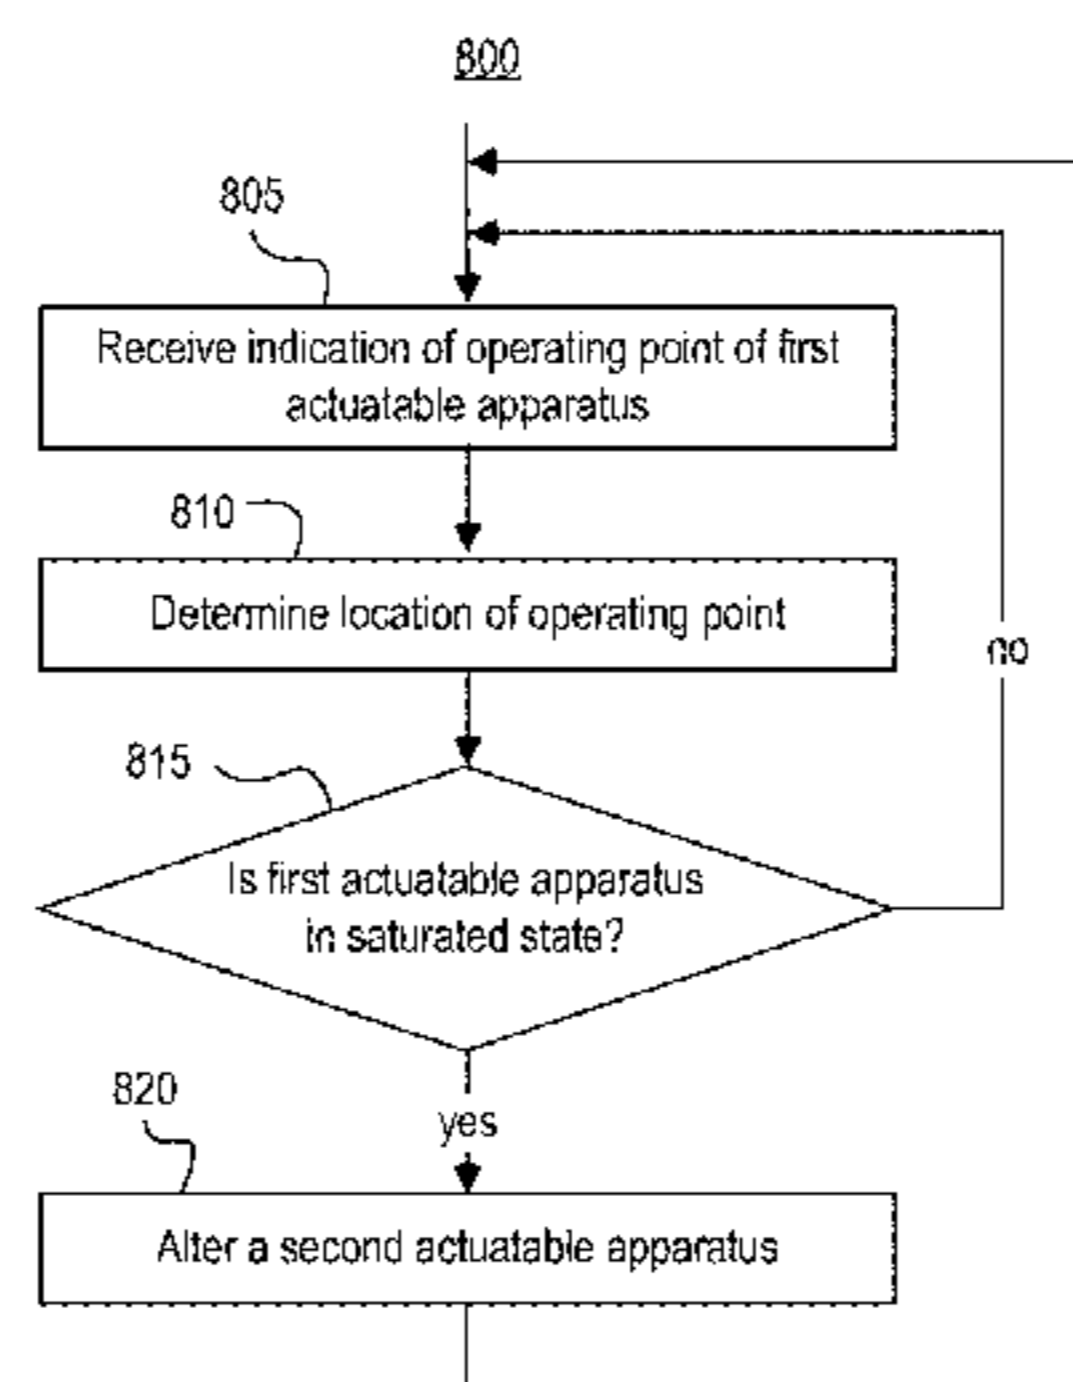 800
805
Receive indication of operating point of first
actuatable apparatus
810
Determine location of operating point
no
815
Is first actuatable apparatus
in saturated state?
820
yes
Alter a second actuatable apparatus